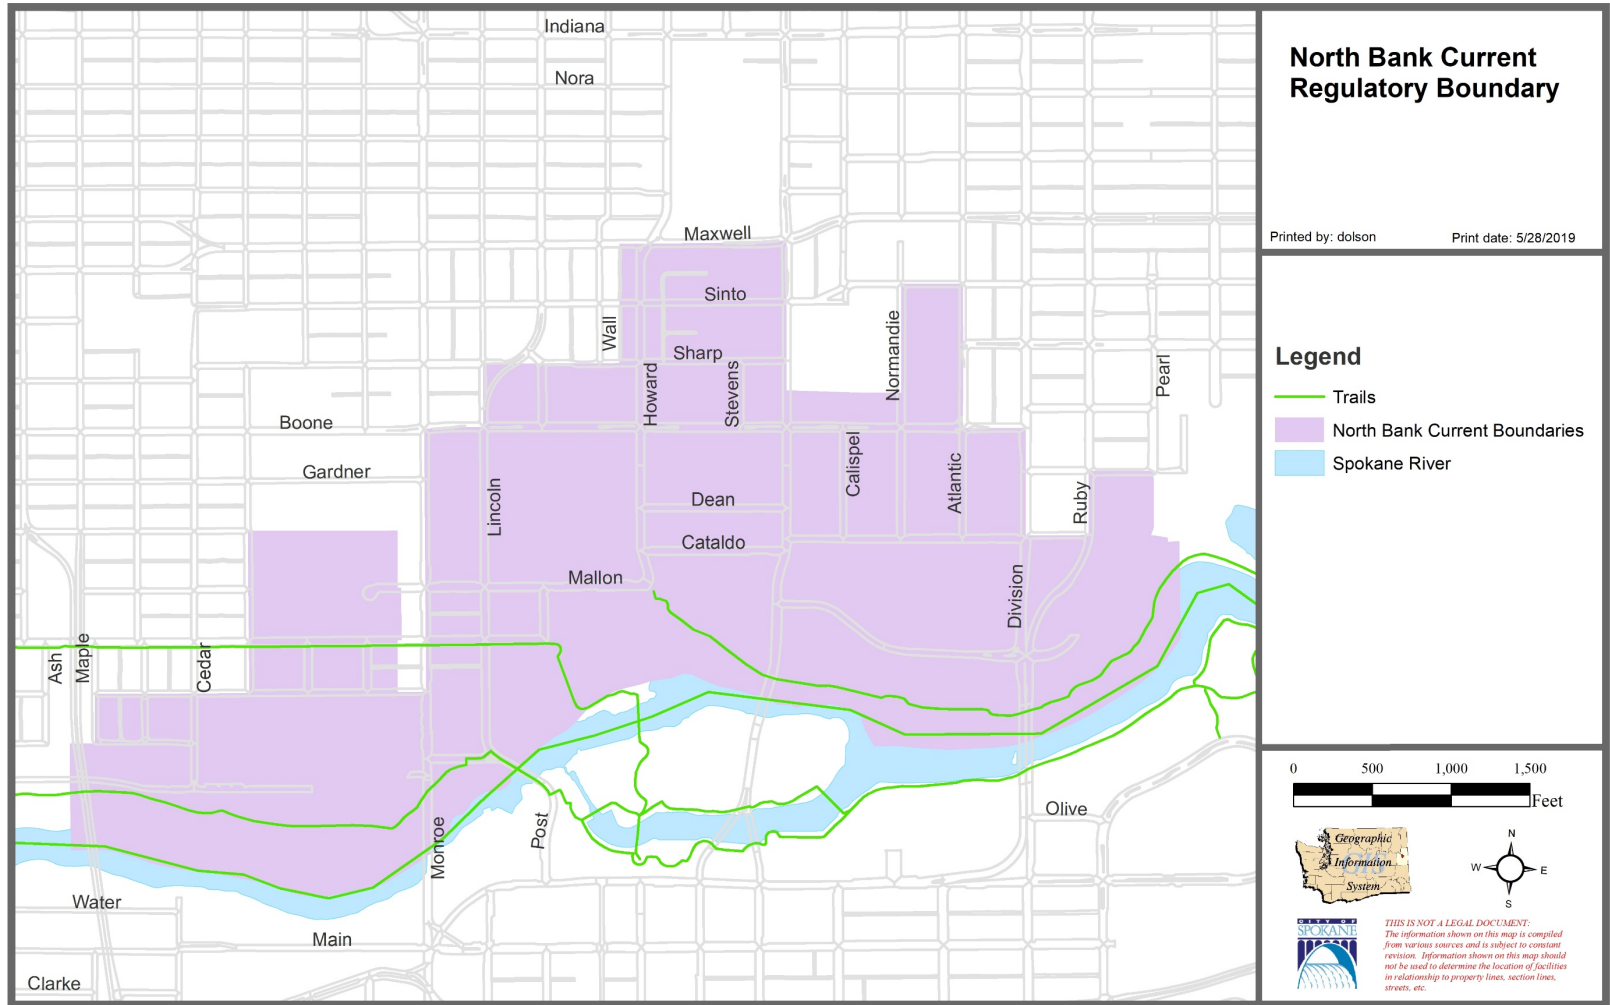 Indiana
Nora
Maxwell
Sinto
Wall
Normandie
Sharp
Pearl
Howard
Stevens
Boone
Calispel
Gardner
Atlantic
Lincoln
Dean
Ruby
Cataldo
Mallon
Division
Ash
Maple
Cedar
Olive
Post
Monroe
Water
Main
Clarke
North Bank Current
Regulatory Boundary
Printed by: dolson
Print date: 5/28/2019
Legend
Trails
North Bank Current Boundaries
Spokane River
0 500 1,000 1,500
Feet
Geographic
Information
System
GIS
N
W E
S
CITY OF
SPOKANE
THIS IS NOT A LEGAL DOCUMENT:
The information shown on this map is compiled
from various sources and is subject to constant
revision. Information shown on this map should
not be used to determine the location of facilities
in relationship to property lines, section lines,
streets, etc.